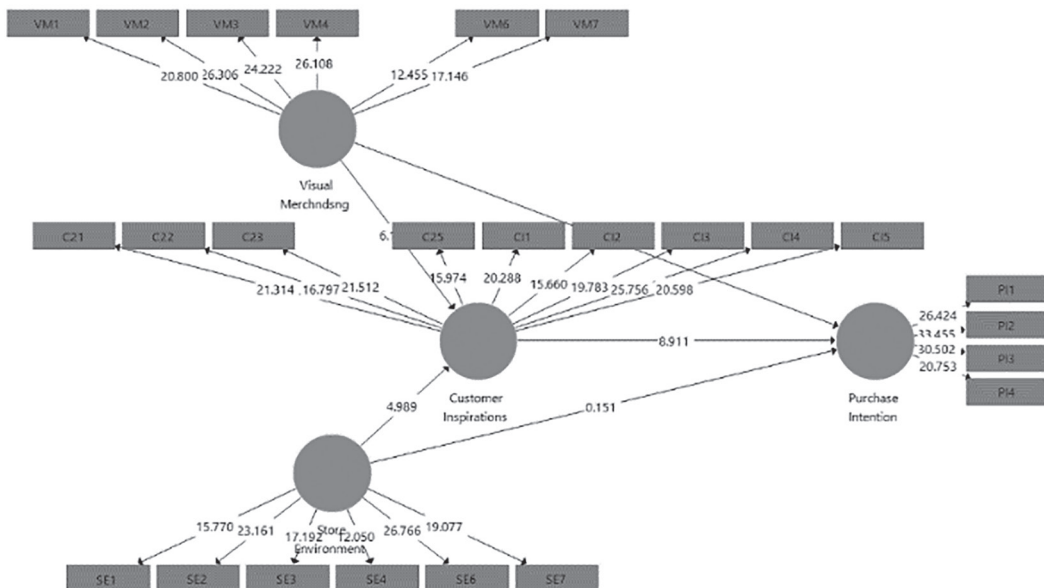 VM1 VM2 VM3 VM4 VM6 VM7
20.800 26.306 24.222 26.108 12.455 17.146
Visual
Merchndsng
C21 C22 C23 C25 CI1 CI2 CI3 CI4 CI5
21.314 16.797 21.512 15.974 20.288 15.660 19.783 25.756 20.598
PI1
26.424
PI2
33.455
30.502
PI3
20.753
PI4
8.911
Customer
Inspirations
Purchase
Intention
4.989
0.151
15.770 23.161 17.192 12.050 26.766 19.077
Store
Environment
SE1 SE2 SE3 SE4 SE6 SE7